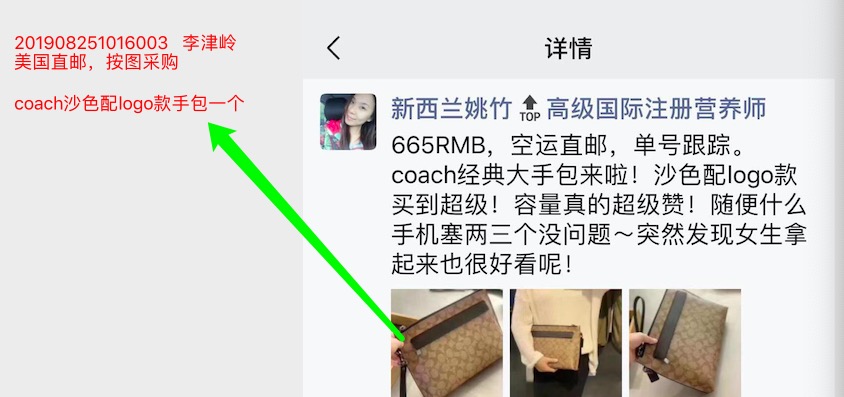 201908251016003 李津岭
美国直邮，按图采购
coach沙色配logo款手包一个
详情
新西兰姚竹🔝高级国际注册营养师
665RMB，空运直邮，单号跟踪。
coach经典大手包来啦！沙色配logo款
买到超级！容量真的超级赞！随便什么
手机塞两三个没问题～突然发现女生拿
起来也很好看呢！